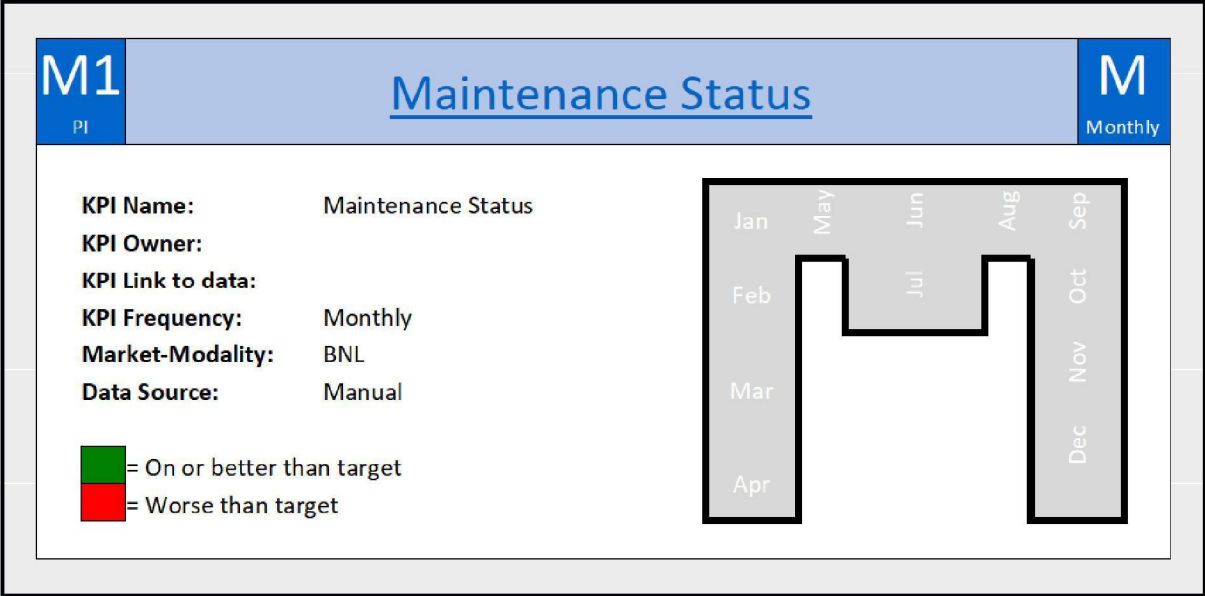 M1
PI
Maintenance Status
M
Monthly
KPI Name: Maintenance Status
KPI Owner:
KPI Link to data:
KPI Frequency: Monthly
Market-Modality: BNL
Data Source: Manual
= On or better than target
= Worse than target
Jan
Feb
Mar
Apr
May
Jun
Jul
Aug
Sep
Oct
Nov
Dec